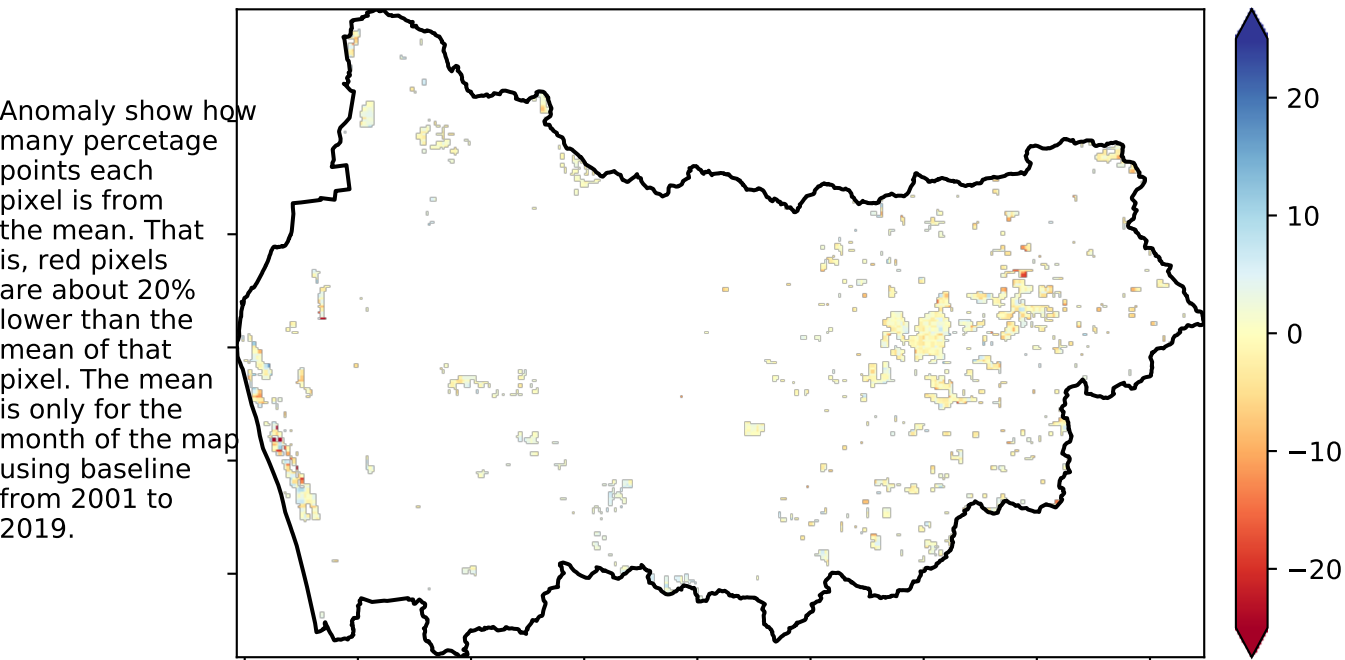 Anomaly show how
many percetage
points each
pixel is from
the mean. That
is, red pixels
are about 20%
lower than the
mean of that
pixel. The mean
is only for the
month of the map
using baseline
from 2001 to
2019.
20
10
0
−10
−20